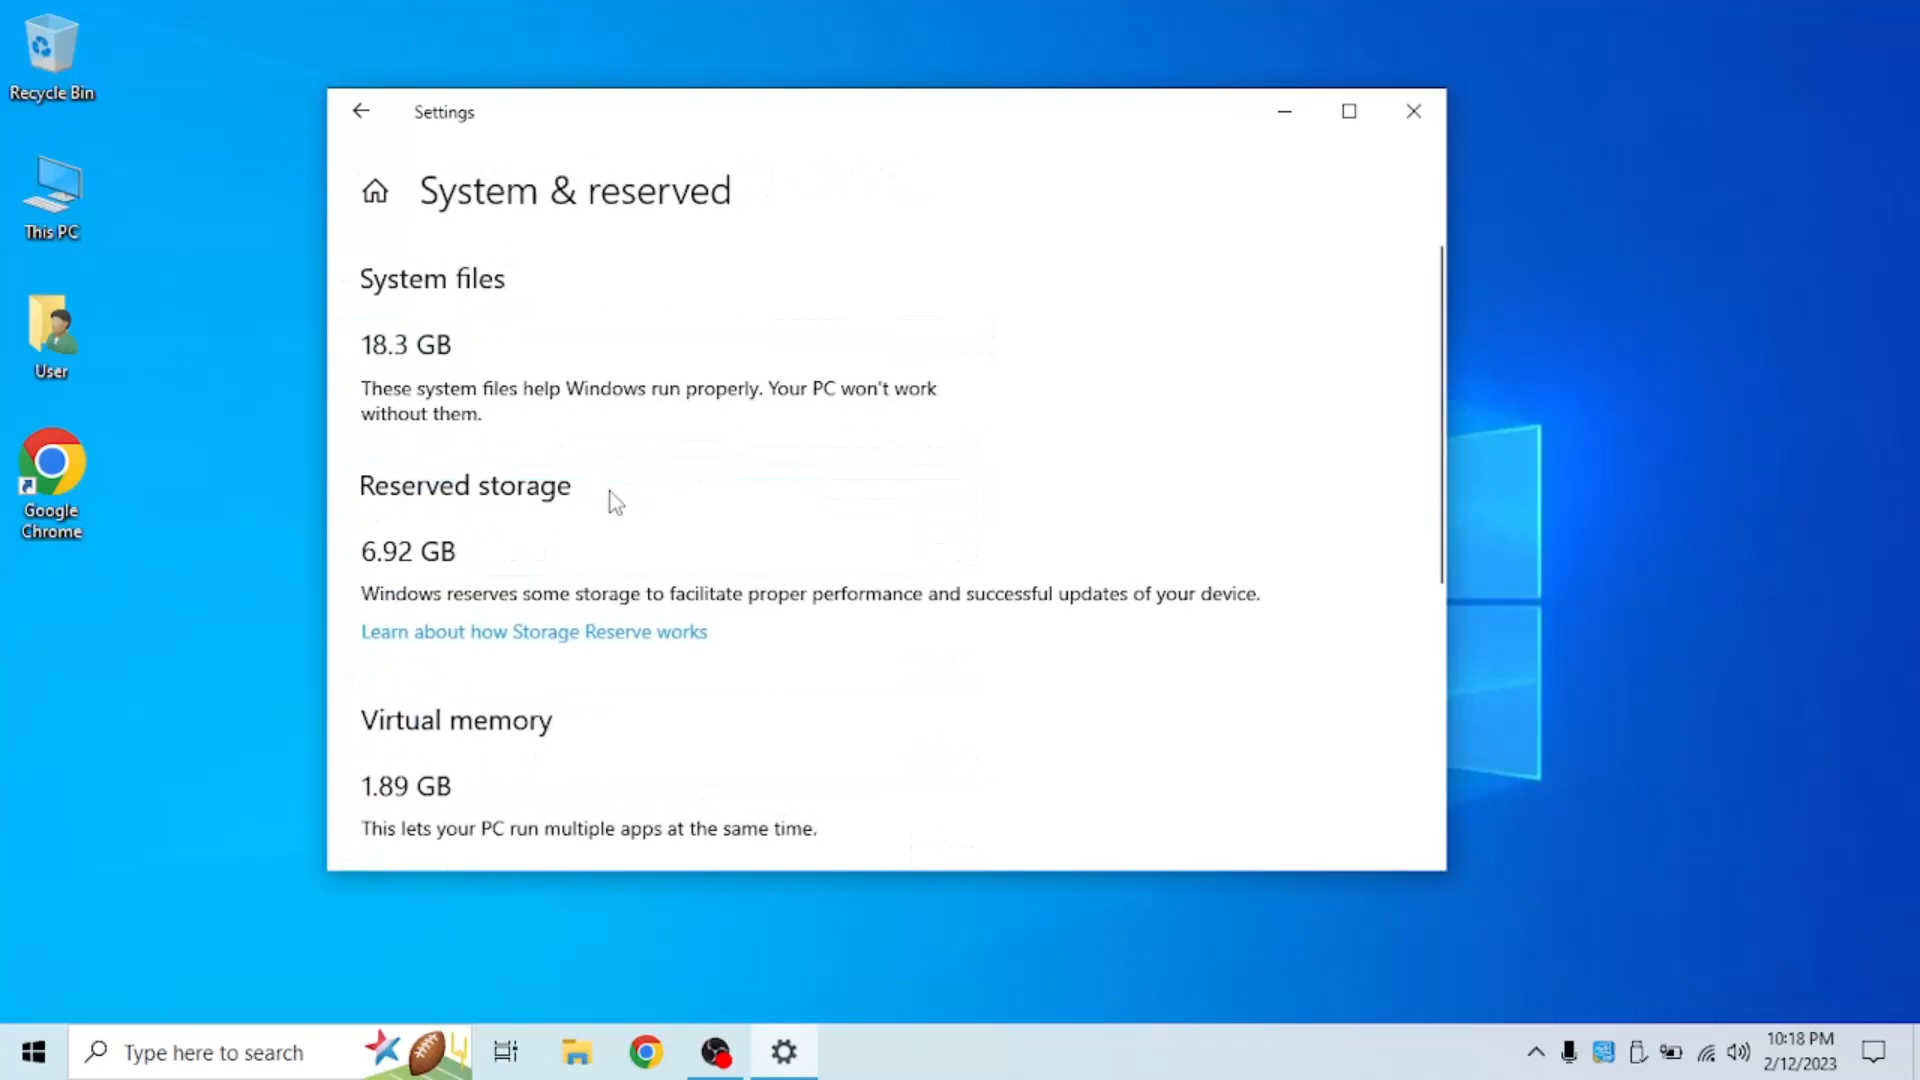 Recycle Bin
This PC
User
Google
Chrome
Settings
System & reserved
System files
18.3 GB
These system files help Windows run properly. Your PC won't work
without them.
Reserved storage
6.92 GB
Windows reserves some storage to facilitate proper performance and successful updates of your device.
Learn about how Storage Reserve works
Virtual memory
1.89 GB
This lets your PC run multiple apps at the same time.
Type here to search
10:18 PM
2/12/2023